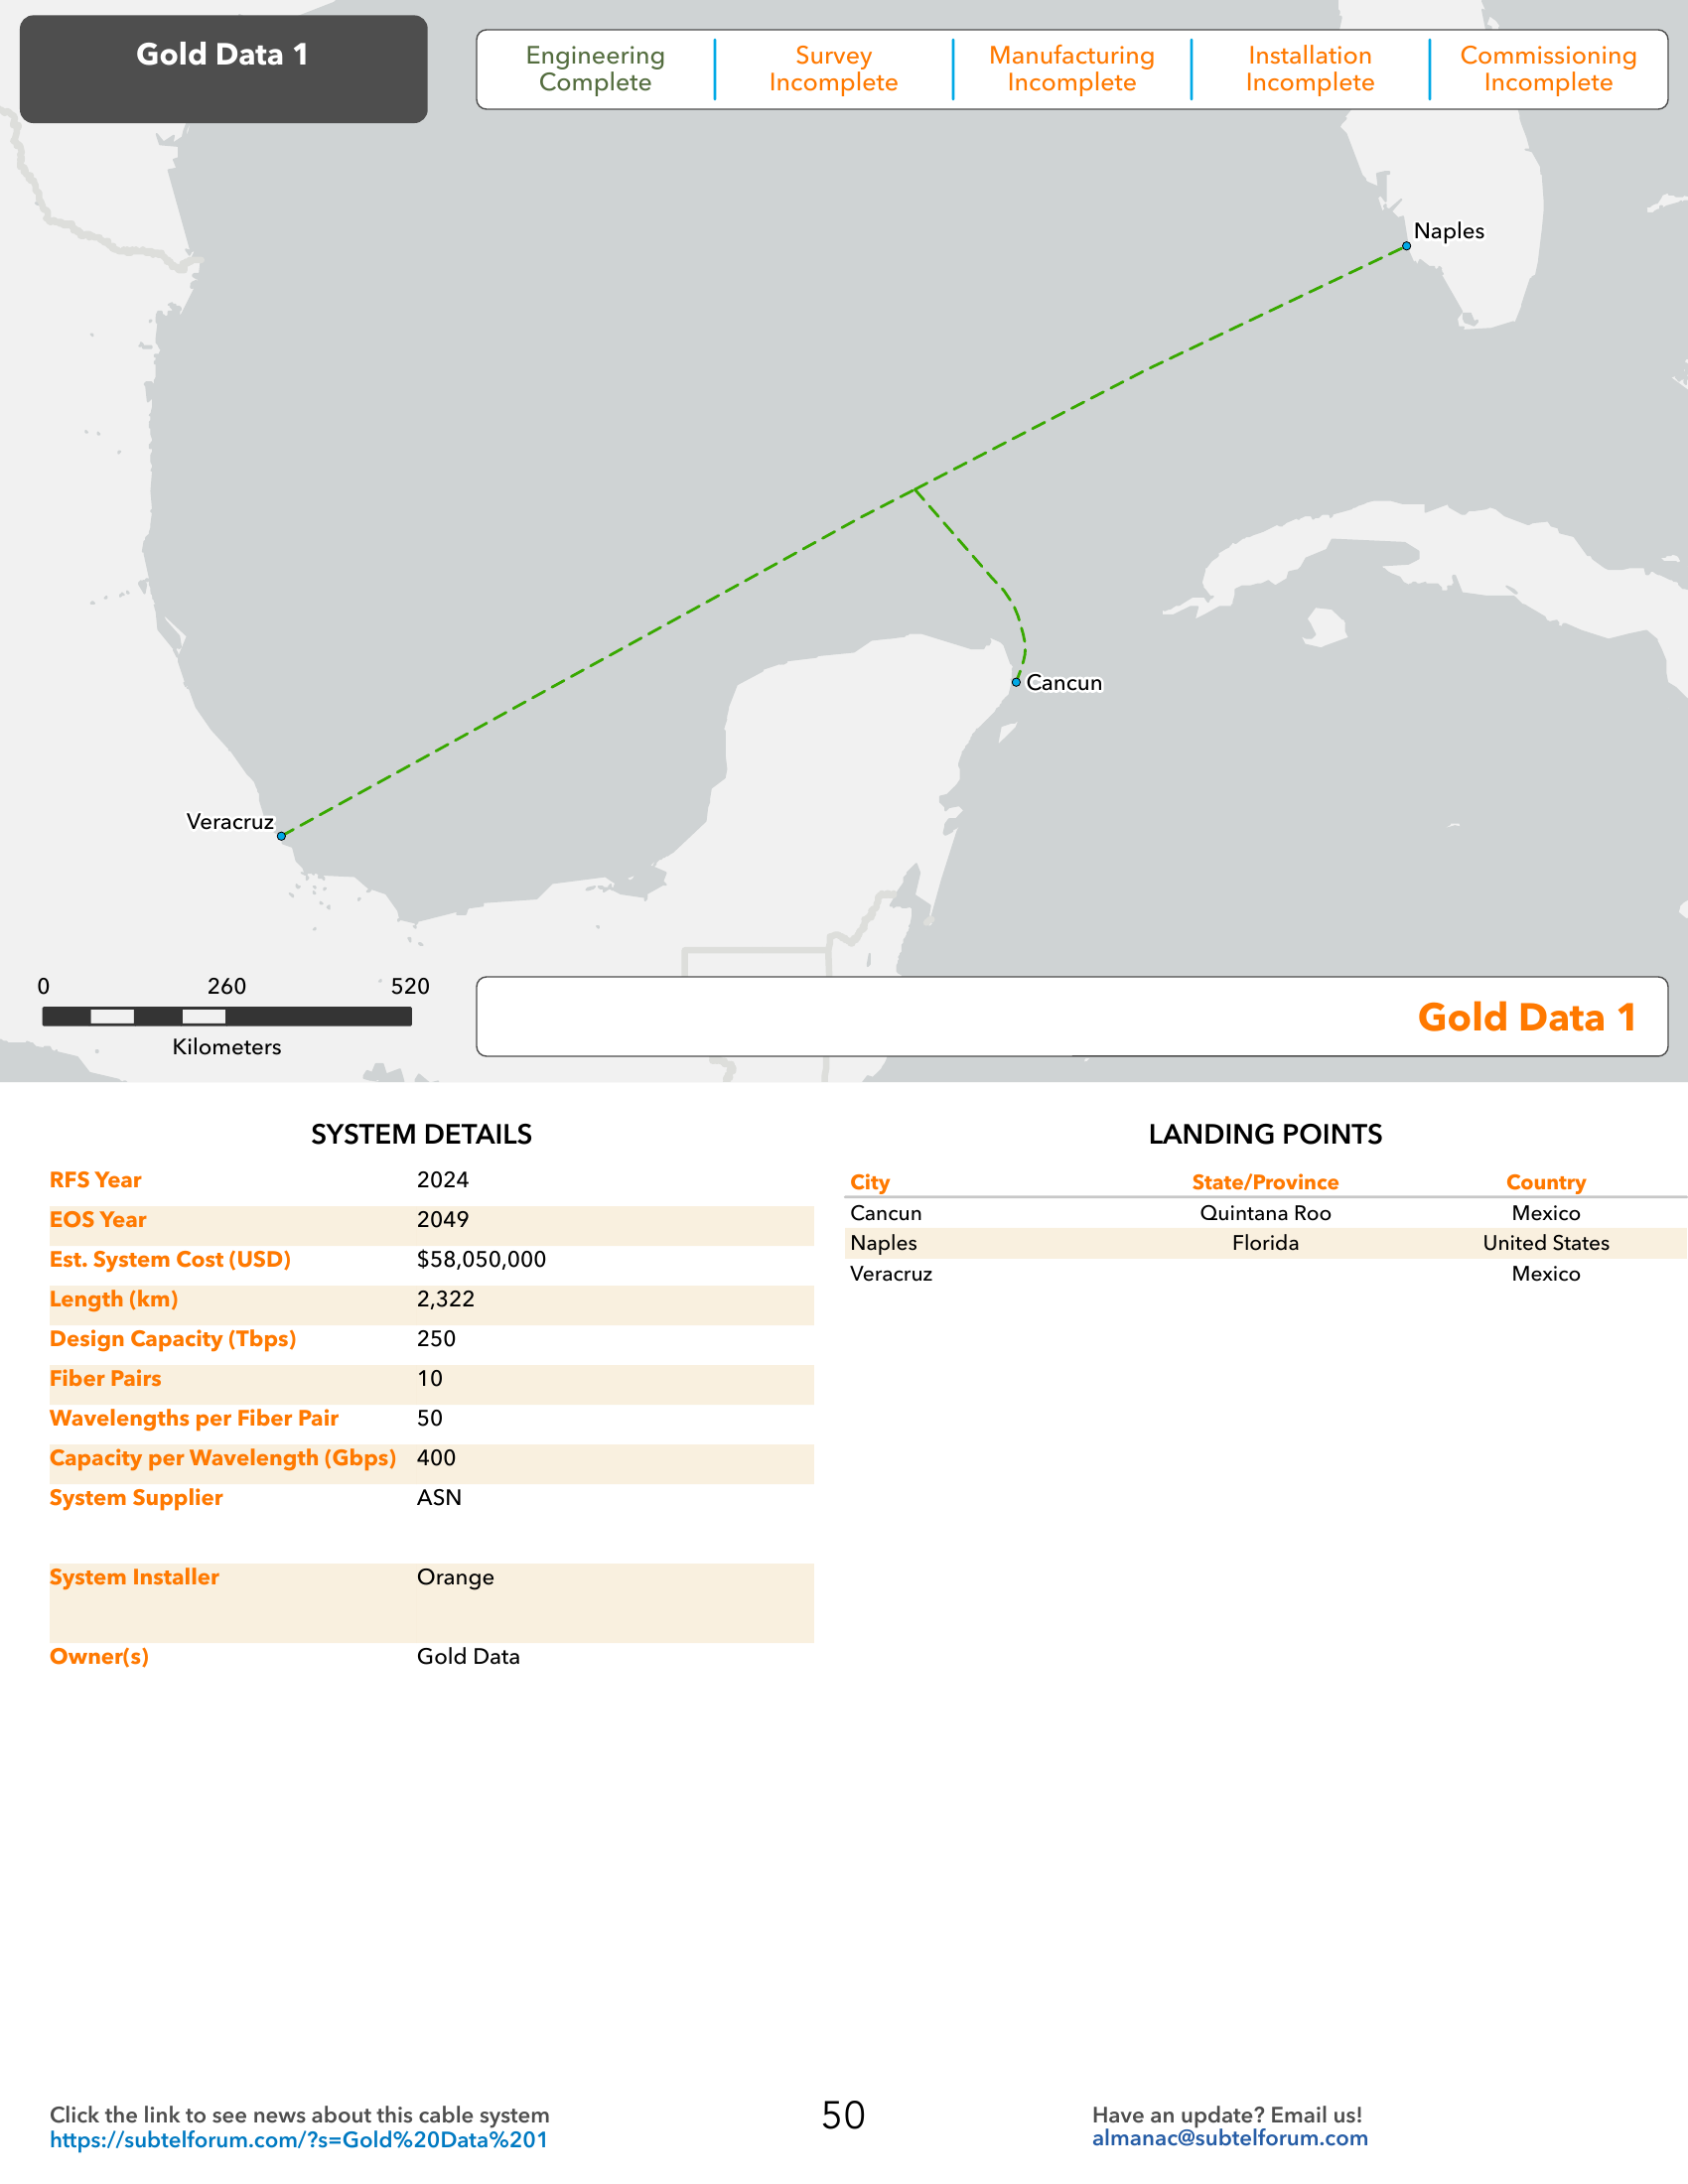 Gold Data 1
Engineering
Complete
Survey
Incomplete
Manufacturing
Incomplete
Installation
Incomplete
Commissioning
Incomplete
Naples
Cancun
Veracruz
0 260 520
Kilometers
Gold Data 1
SYSTEM DETAILS
RFS Year 2024
EOS Year 2049
Est. System Cost (USD) $58,050,000
Length (km) 2,322
Design Capacity (Tbps) 250
Fiber Pairs 10
Wavelengths per Fiber Pair 50
Capacity per Wavelength (Gbps) 400
System Supplier ASN
System Installer Orange
Owner(s) Gold Data
LANDING POINTS
City State/Province Country
Cancun Quintana Roo Mexico
Naples Florida United States
Veracruz Mexico
Click the link to see news about this cable system
https://subtelforum.com/?s=Gold%20Data%201
50
Have an update? Email us!
almanac@subtelforum.com